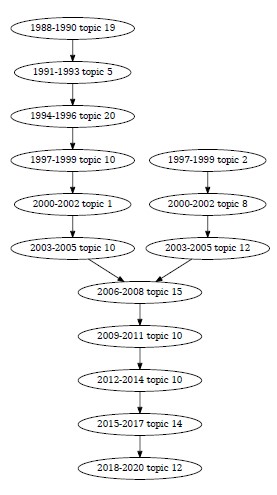 1988-1990 topic 19
1991-1993 topic 5
1994-1996 topic 20
1997-1999 topic 10
1997-1999 topic 2
2000-2002 topic 1
2000-2002 topic 8
2003-2005 topic 10
2003-2005 topic 12
2006-2008 topic 15
2009-2011 topic 10
2012-2014 topic 10
2015-2017 topic 14
2018-2020 topic 12